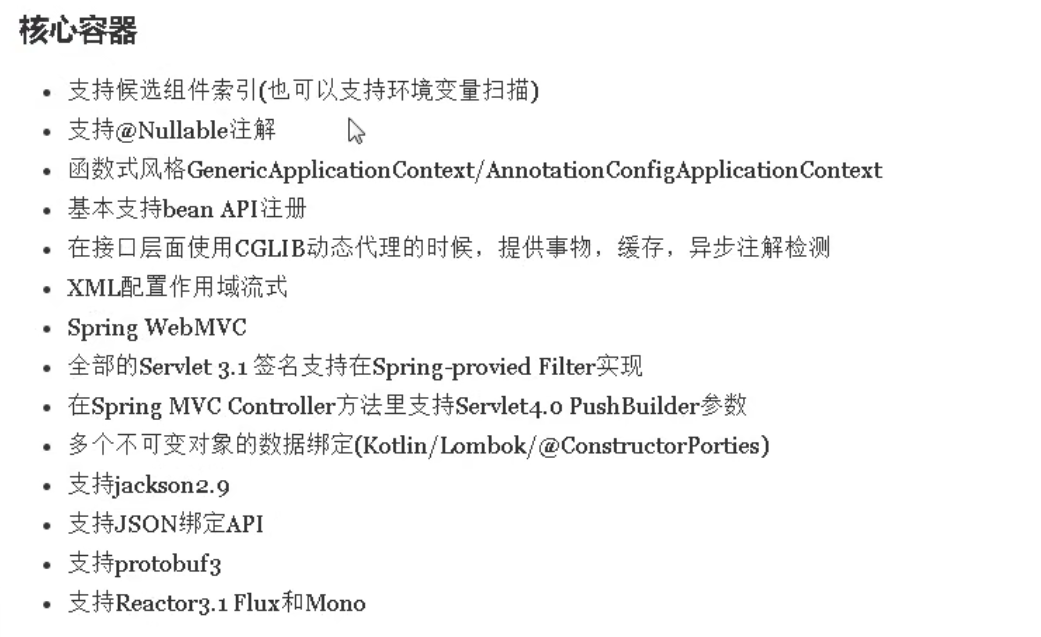 核心容器
支持候选组件索引(也可以支持环境变量扫描)
支持@Nullable注解
函数式风格GenericApplicationContext/AnnotationConfigApplicationContext
基本支持bean API注册
在接口层面使用CGLIB动态代理的时候，提供事物，缓存，异步注解检测
XML配置作用域流式
Spring WebMVC
全部的Servlet 3.1 签名支持在Spring-provied Filter实现
在Spring MVC Controller方法里支持Servlet4.0 PushBuilder参数
多个不可变对象的数据绑定(Kotlin/Lombok/@ConstructorPorties)
支持jackson2.9
支持JSON绑定API
支持protobuf3
支持Reactor3.1 Flux和Mono